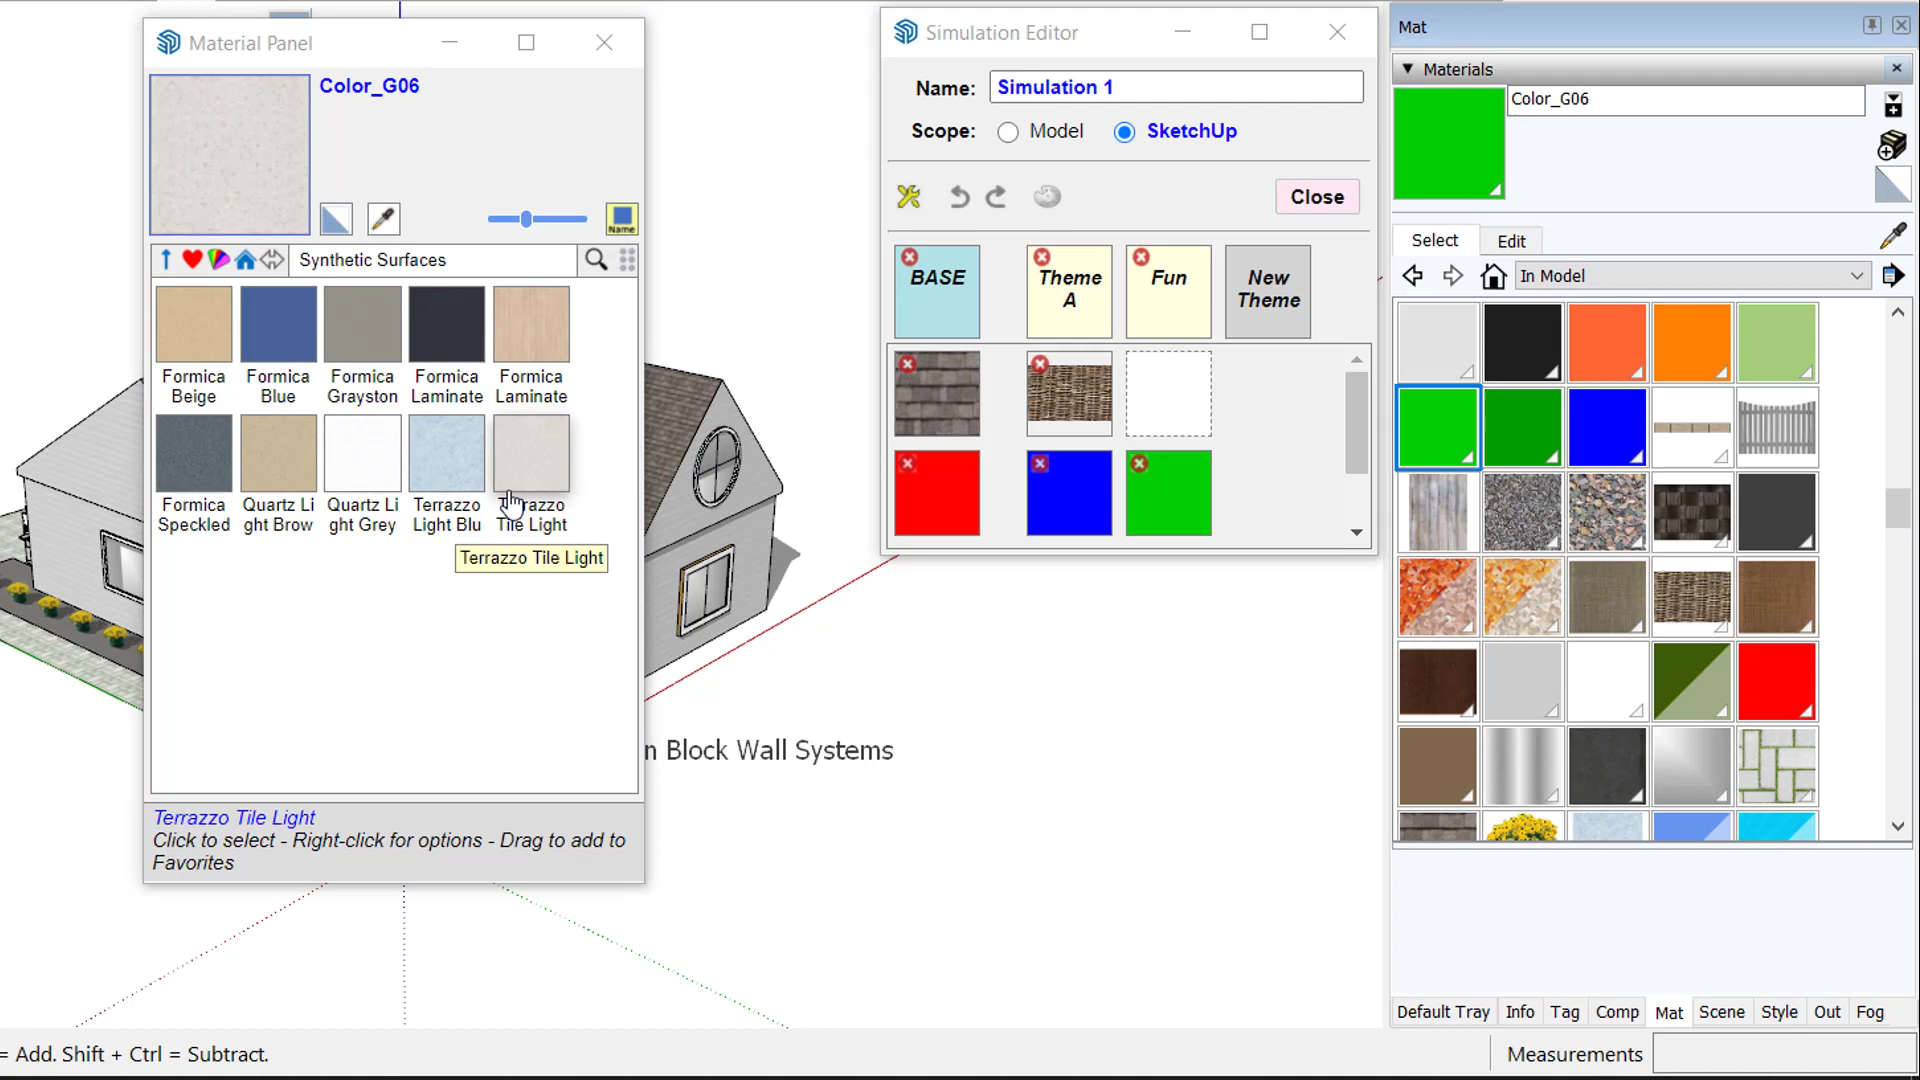 Material Panel
Color_G06
Name
Synthetic Surfaces
Formica Beige
Formica Blue
Formica Grayston
Formica Laminate
Formica Laminate
Formica Speckled
Quartz Li ght Brow
Quartz Li ght Grey
Terrazzo Light Blu
Terrazzo Tile Light
Terrazzo Tile Light
Terrazzo Tile Light
Click to select - Right-click for options - Drag to add to
Favorites
Simulation Editor
Name: Simulation 1
Scope: Model SketchUp
Close
BASE
Theme A
Fun
New Theme
n Block Wall Systems
Mat
Materials
Color_G06
Select Edit
In Model
Default Tray Info Tag Comp Mat Scene Style Out Fog
= Add. Shift + Ctrl = Subtract.
Measurements